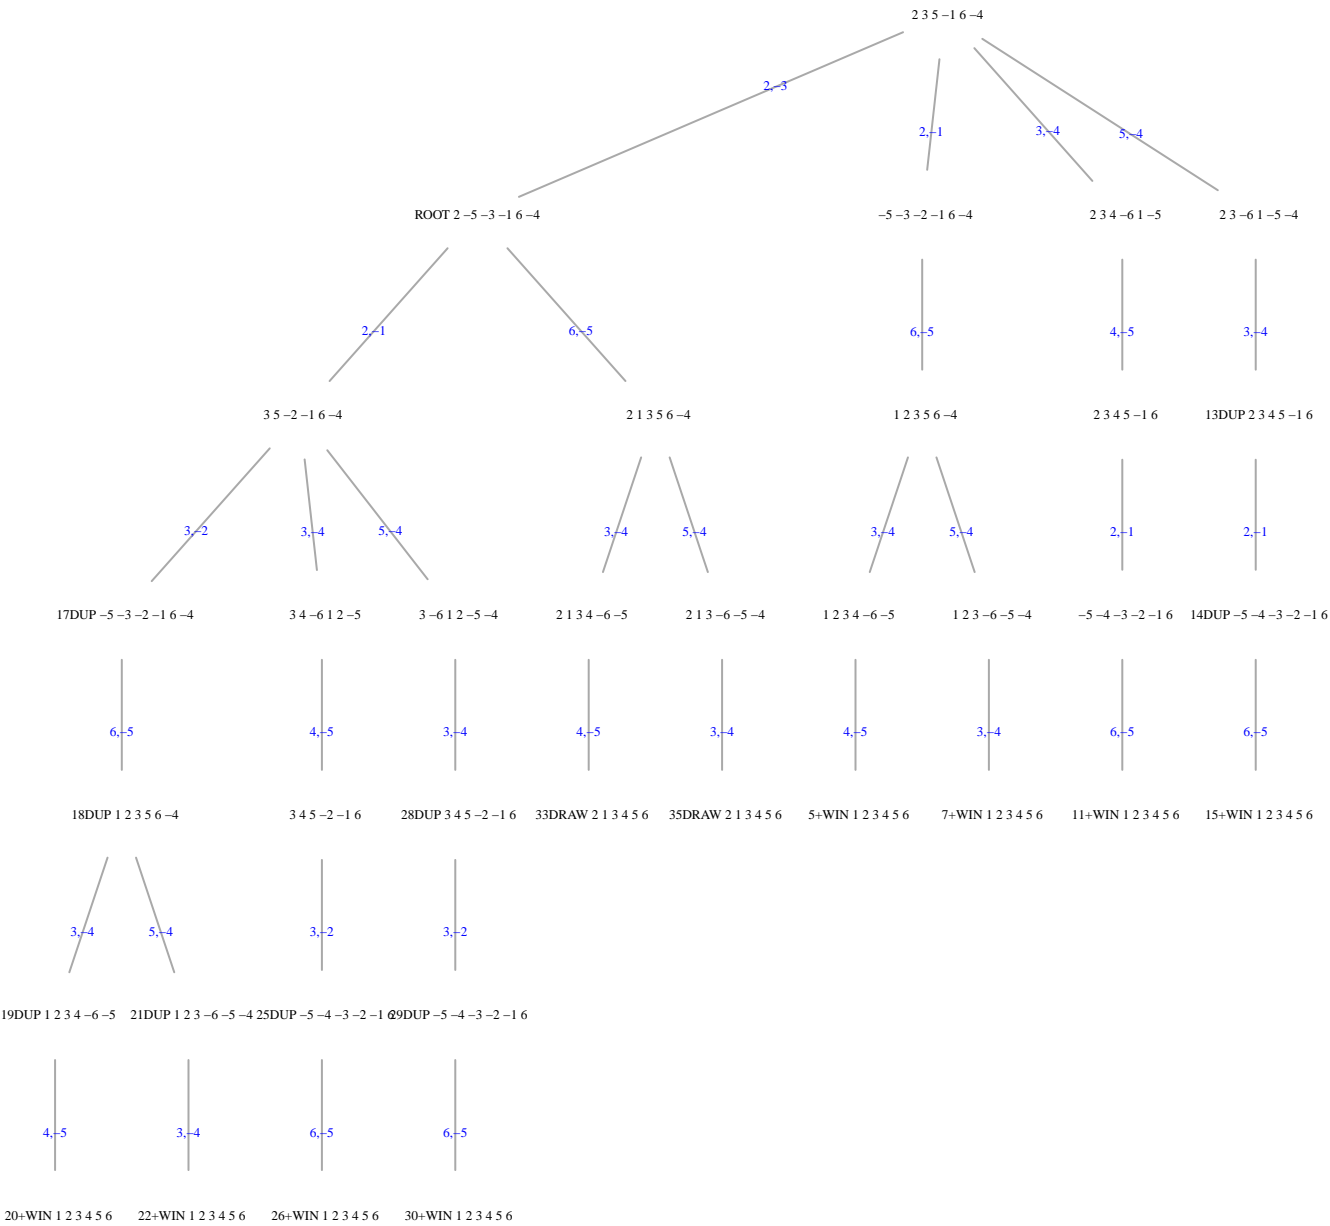 2 3 5 −1 6 −4
2,−3
2,−1
3,−4
5,−4
ROOT 2 −5 −3 −1 6 −4
−5 −3 −2 −1 6 −4
2 3 4 −6 1 −5
2 3 −6 1 −5 −4
2,−1
6,−5
6,−5
4,−5
3,−4
3 5 −2 −1 6 −4
2 1 3 5 6 −4
1 2 3 5 6 −4
2 3 4 5 −1 6
13DUP 2 3 4 5 −1 6
3,−2
3,−4
5,−4
3,−4
5,−4
3,−4
5,−4
2,−1
2,−1
17DUP −5 −3 −2 −1 6 −4
3 4 −6 1 2 −5
3 −6 1 2 −5 −4
2 1 3 4 −6 −5
2 1 3 −6 −5 −4
1 2 3 4 −6 −5
1 2 3 −6 −5 −4
−5 −4 −3 −2 −1 6
14DUP −5 −4 −3 −2 −1 6
6,−5
4,−5
3,−4
4,−5
3,−4
4,−5
3,−4
6,−5
6,−5
18DUP 1 2 3 5 6 −4
3 4 5 −2 −1 6
28DUP 3 4 5 −2 −1 6
33DRAW 2 1 3 4 5 6
35DRAW 2 1 3 4 5 6
5+WIN 1 2 3 4 5 6
7+WIN 1 2 3 4 5 6
11+WIN 1 2 3 4 5 6
15+WIN 1 2 3 4 5 6
3,−4
5,−4
3,−2
3,−2
19DUP 1 2 3 4 −6 −5
21DUP 1 2 3 −6 −5 −4
25DUP −5 −4 −3 −2 −1 6
29DUP −5 −4 −3 −2 −1 6
4,−5
3,−4
6,−5
6,−5
20+WIN 1 2 3 4 5 6
22+WIN 1 2 3 4 5 6
26+WIN 1 2 3 4 5 6
30+WIN 1 2 3 4 5 6